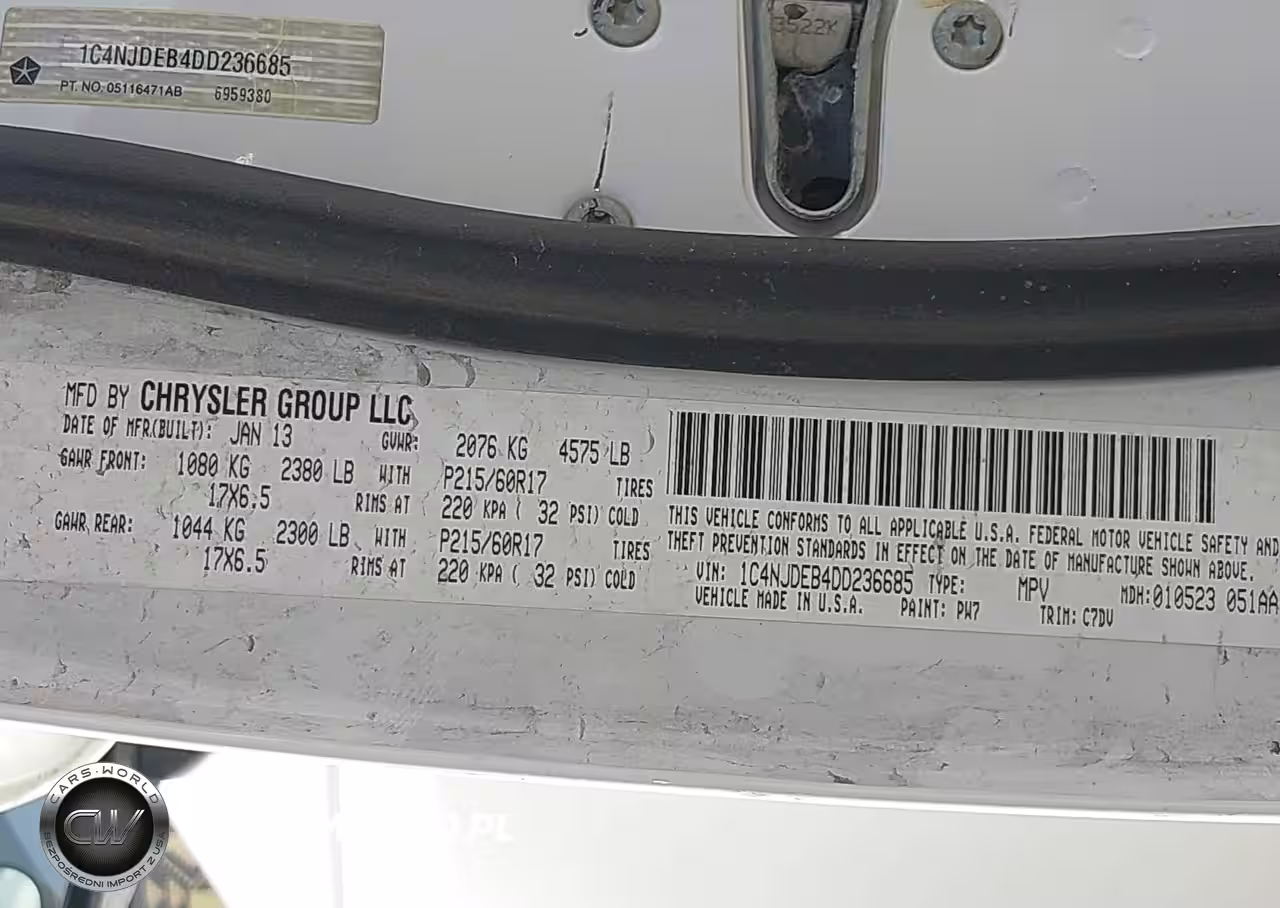 1C4NJDEB4DD236685
PT. NO. 05116471AB 6959380
3522K
MFD BY CHRYSLER GROUP LLC
DATE OF MFR(BUILT): JAN 13 GVWR: 2076 KG 4575 LB
GAWR FRONT: 1080 KG 2380 LB WITH P215/60R17 TIRES
17X6.5 RIMS AT 220 KPA ( 32 PSI) COLD
GAWR REAR: 1044 KG 2300 LB WITH P215/60R17 TIRES
17X6.5 RIMS AT 220 KPA ( 32 PSI) COLD
THIS VEHICLE CONFORMS TO ALL APPLICABLE U.S.A. FEDERAL MOTOR VEHICLE SAFETY AND
THEFT PREVENTION STANDARDS IN EFFECT ON THE DATE OF MANUFACTURE SHOWN ABOVE.
VIN: 1C4NJDEB4DD236685 TYPE: MPV MDH: 010523 051AA
VEHICLE MADE IN U.S.A. PAINT: PW7 TRIM: C7DV
CARS-WORLD
CW
BEZPOŚREDNI IMPORT Z USA
.PL